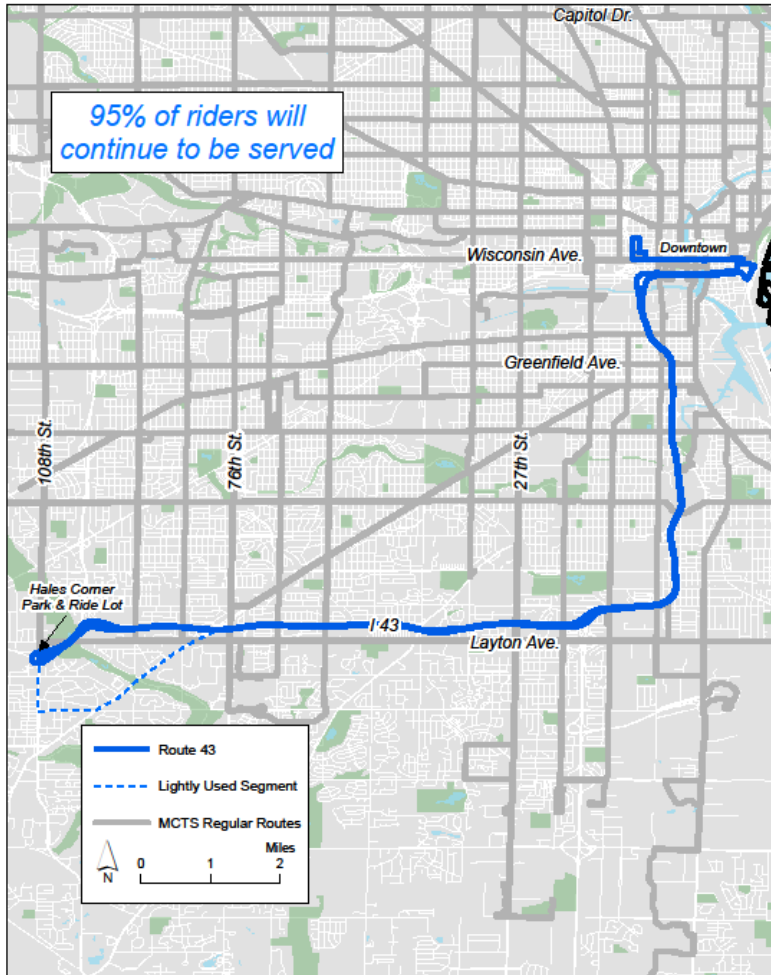 Capitol Dr.
95% of riders will
continue to be served
Downtown
Wisconsin Ave.
Greenfield Ave.
108th St.
76th St.
27th St.
Hales Corner
Park & Ride Lot
I 43
Layton Ave.
Route 43
Lightly Used Segment
MCTS Regular Routes
Miles
N
0 1 2